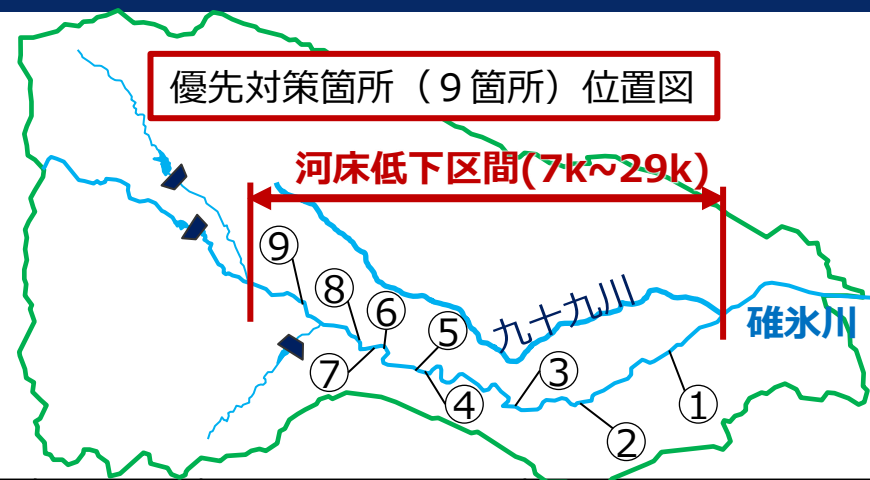 優先対策箇所（９箇所）位置図
河床低下区間(7k~29k)
⑨
⑧
⑥
⑤
九十九川
碓氷川
⑦
④
③
①
②